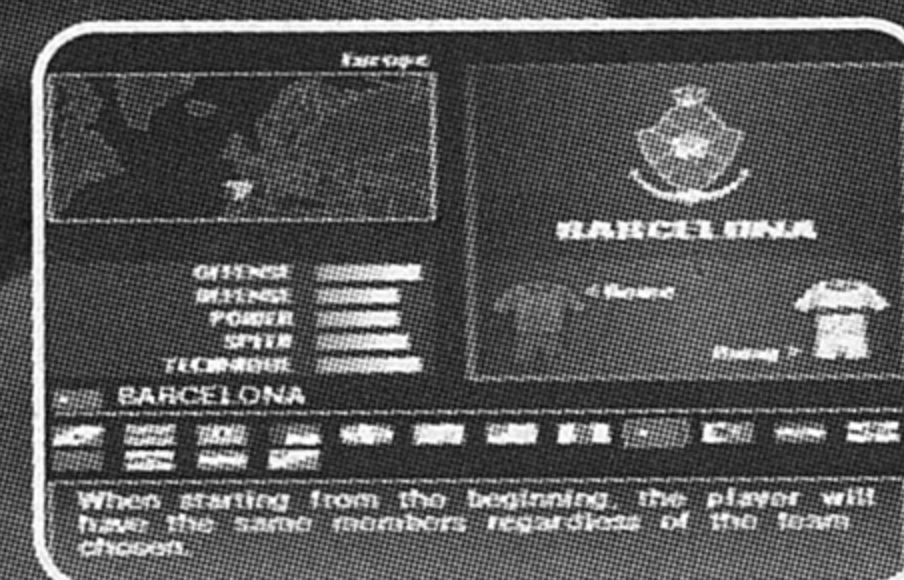 Europe
BARCELONA
OFFENSE
DEFENSE
POWER
SPEED
TECHNIQUE
Home
Away
BARCELONA
When starting from the beginning, the player will
have the same members regardless of the team
chosen.